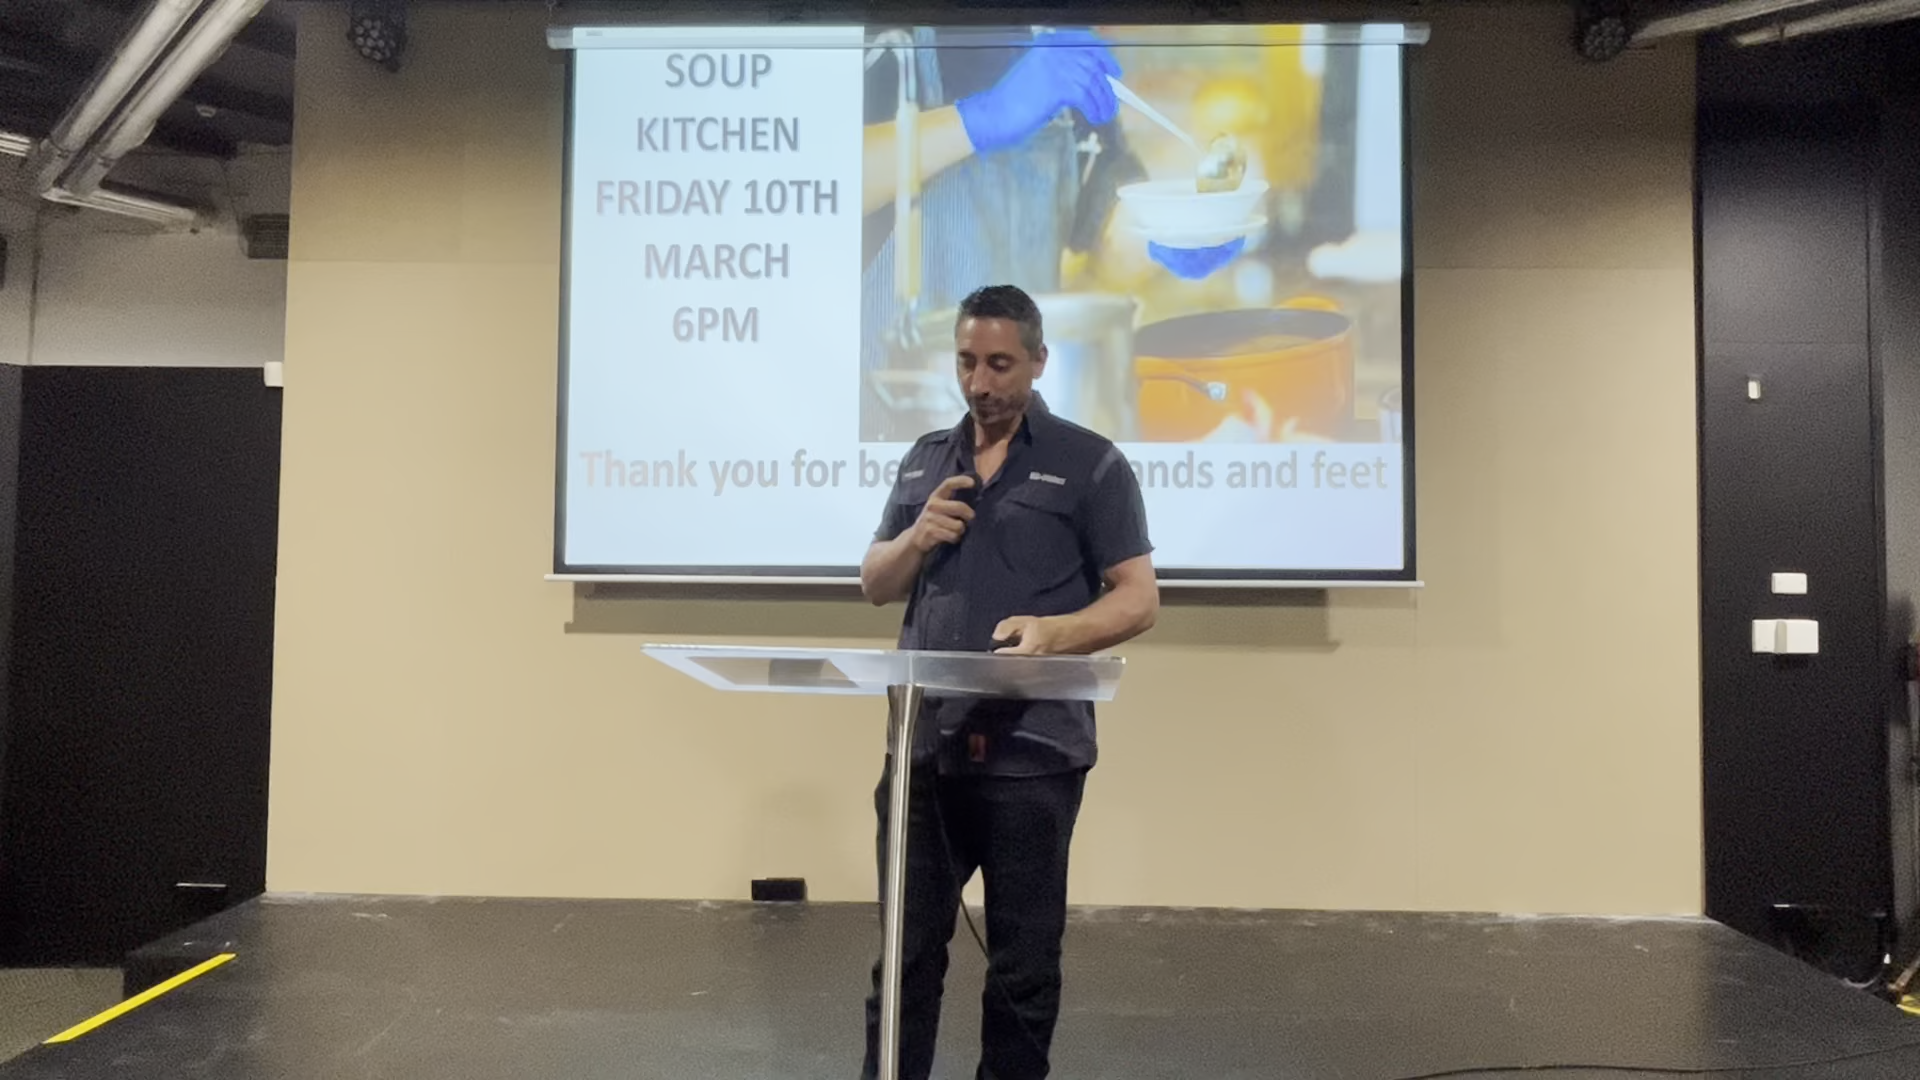 SOUP
KITCHEN
FRIDAY 10TH
MARCH
6PM
Thank you for be ands and feet